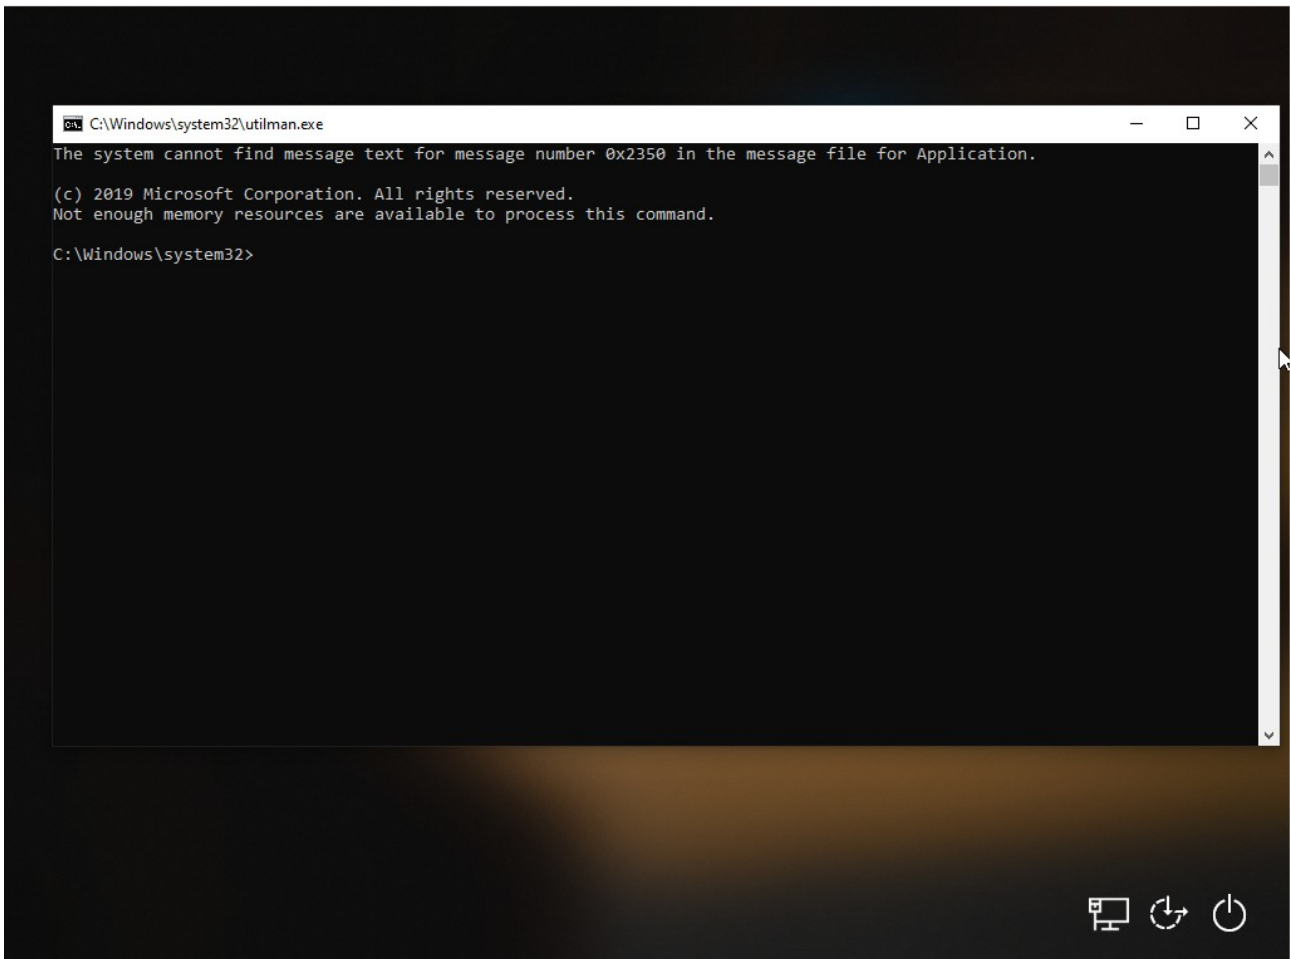 C:\Windows\system32\utilman.exe
The system cannot find message text for message number 0x2350 in the message file for Application.
(c) 2019 Microsoft Corporation. All rights reserved.
Not enough memory resources are available to process this command.
C:\Windows\system32>